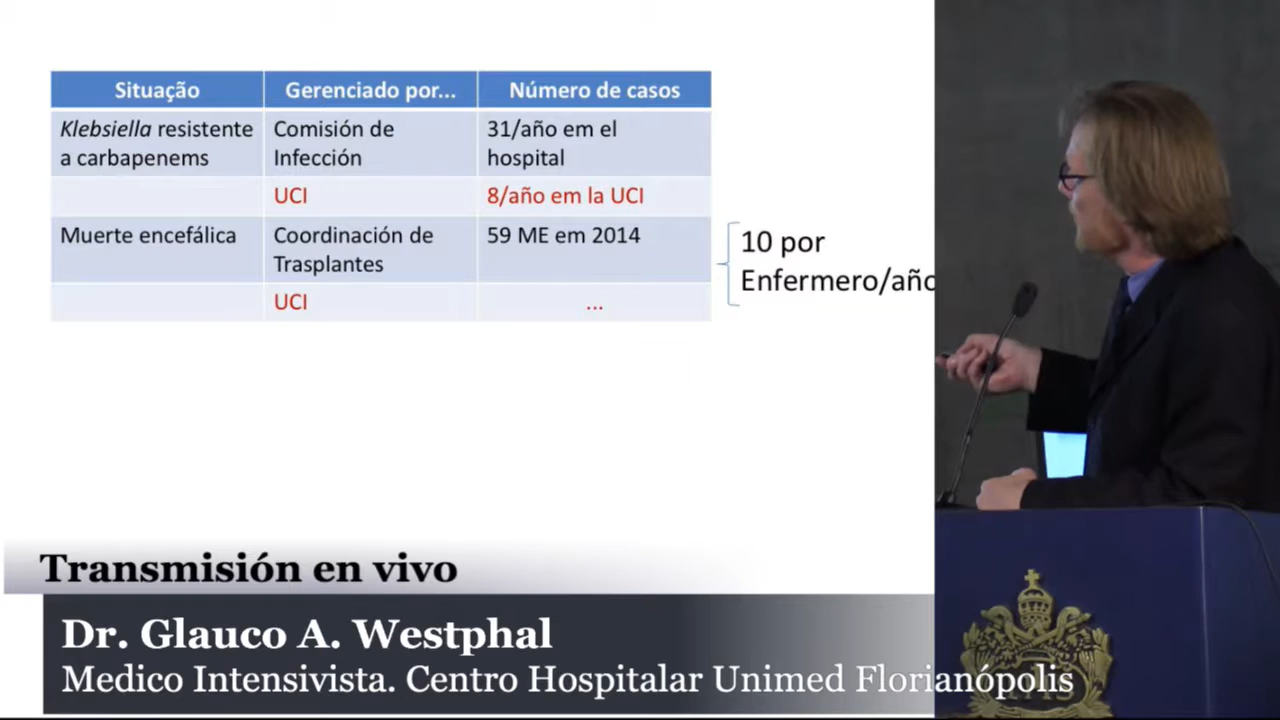 Situação Gerenciado por... Número de casos
Klebsiella resistente a carbapenems
Comisión de Infección
31/año em el hospital
UCI 8/año em la UCI
Muerte encefálica
Coordinación de Trasplantes
59 ME em 2014
UCI ...
10 por
Enfermero/año
Transmisión en vivo
Dr. Glauco A. Westphal
Medico Intensivista. Centro Hospitalar Unimed Florianópolis